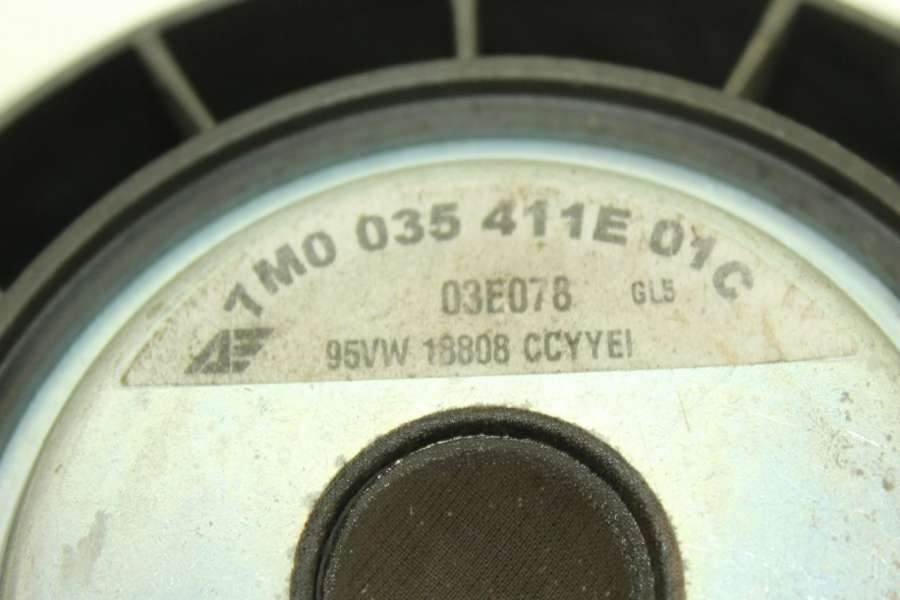 1M0 035 411E 01C
03E078 GL5
95VW 18808 CCYYEI